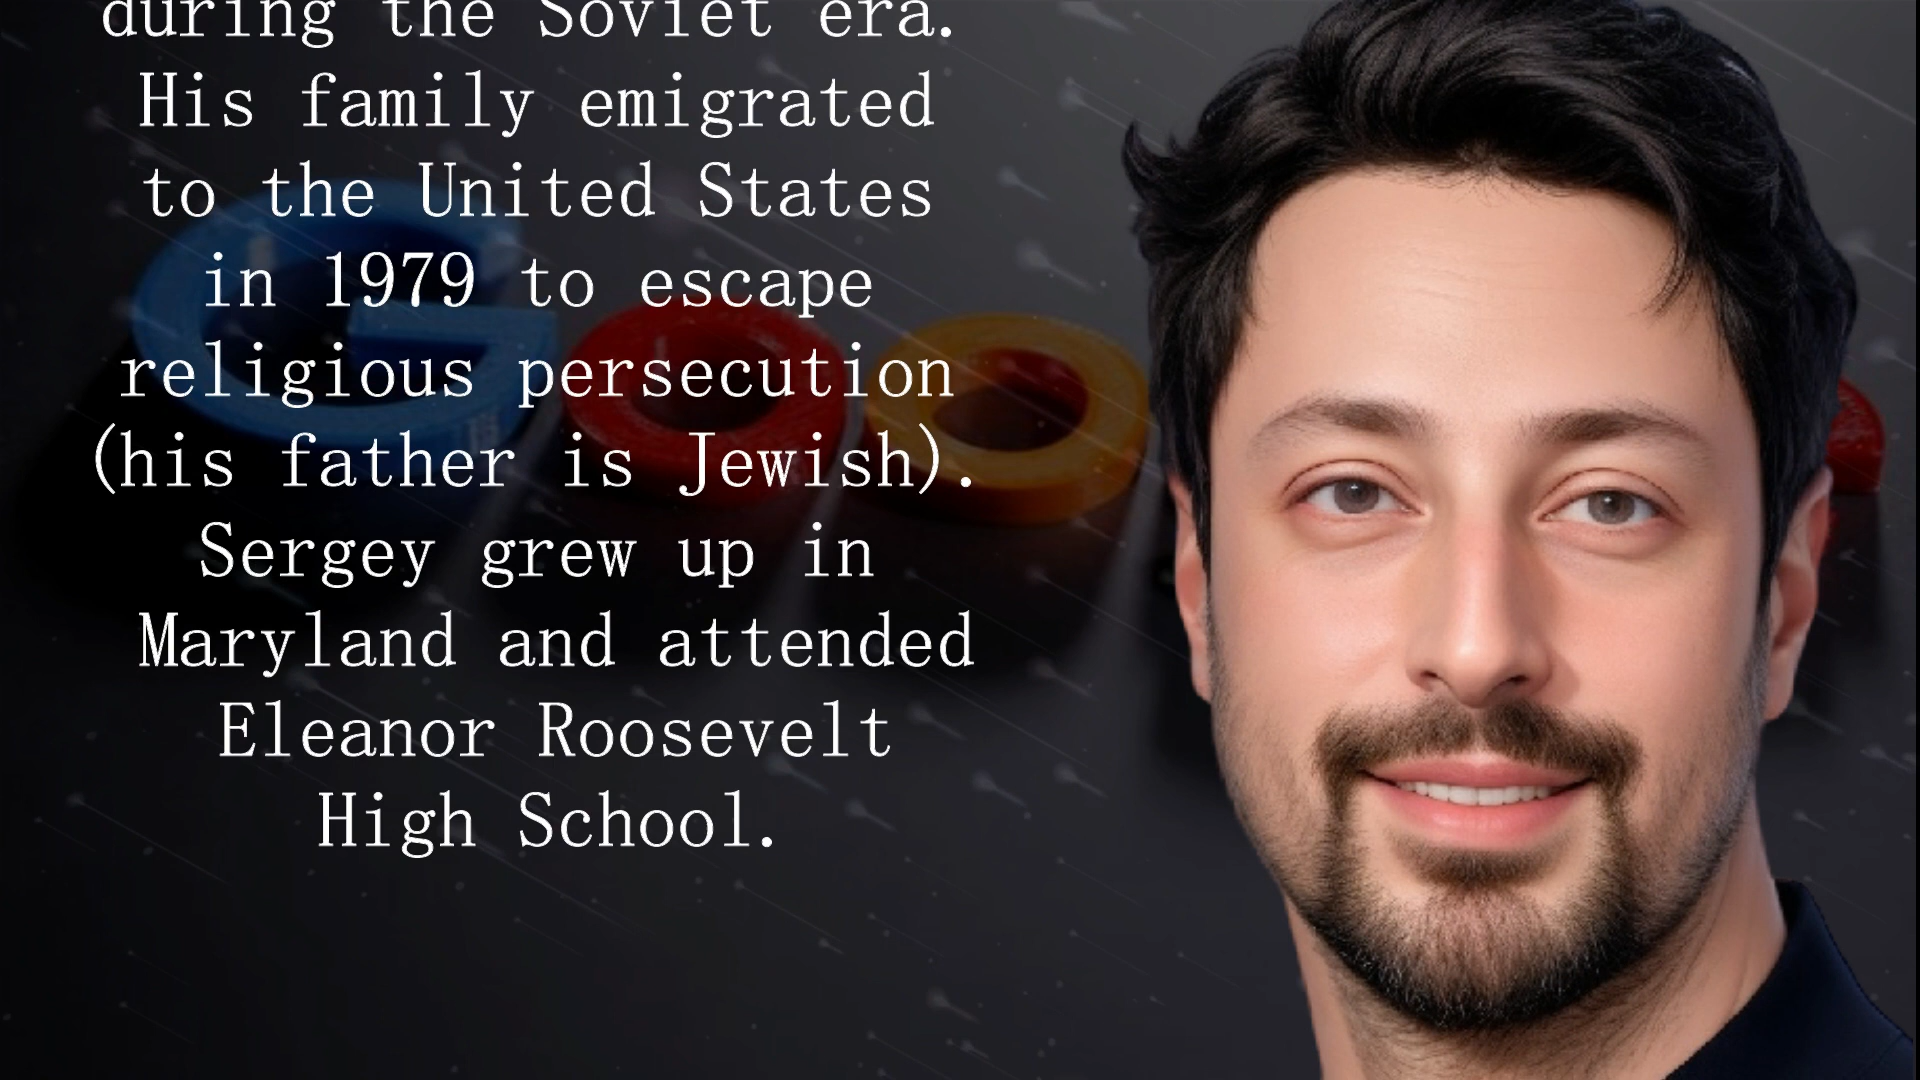 during the Soviet era.
His family emigrated
to the United States
in 1979 to escape
religious persecution
(his father is Jewish).
Sergey grew up in
Maryland and attended
Eleanor Roosevelt
High School.
Goo